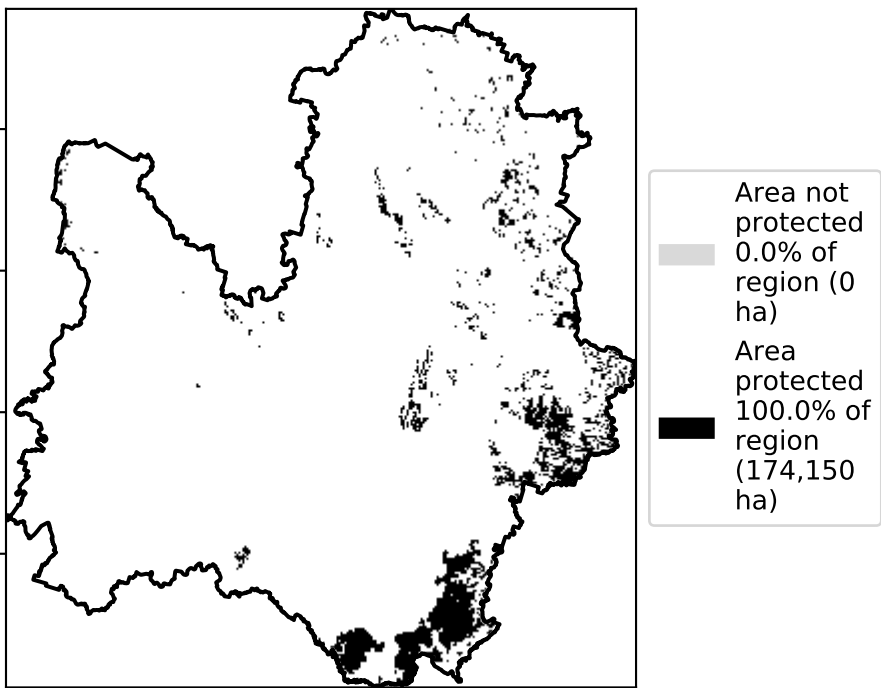 Area not
protected
0.0% of
region (0
ha)
Area
protected
100.0% of
region
(174,150
ha)